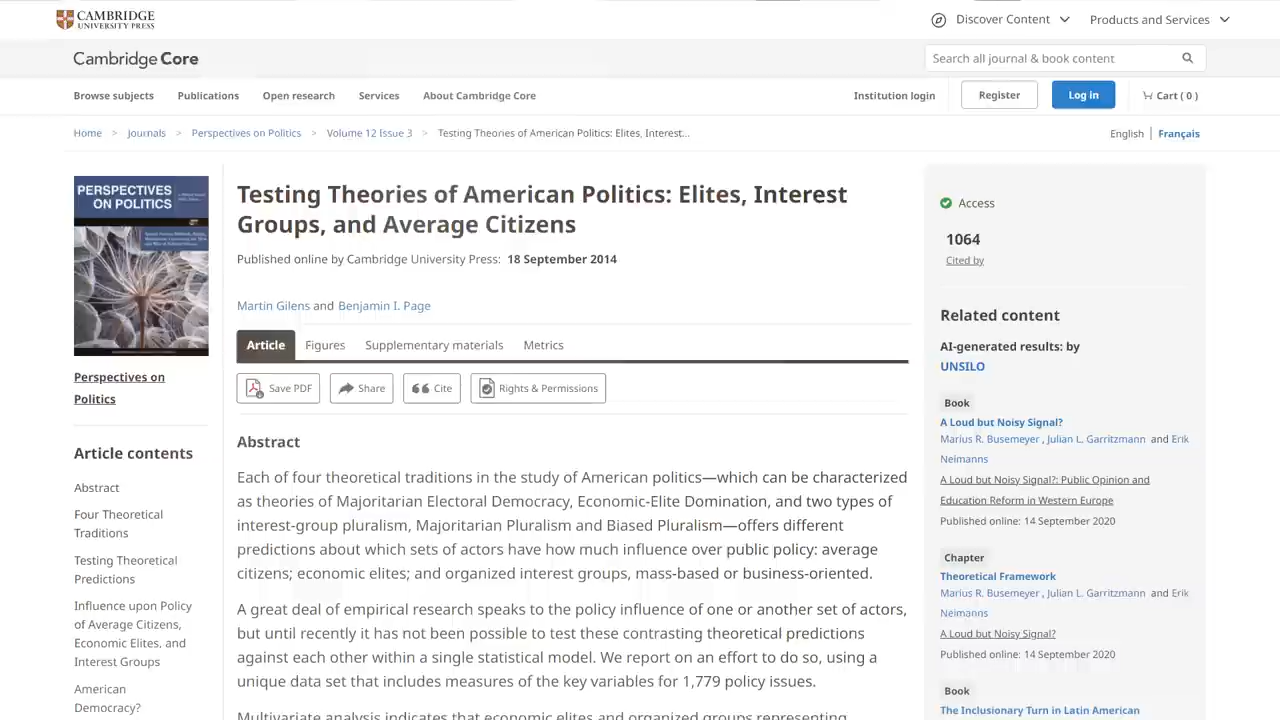 CAMBRIDGE
UNIVERSITY PRESS
Discover Content
Products and Services
Cambridge Core
Search all journal & book content
Browse subjects
Publications
Open research
Services
About Cambridge Core
Institution login
Register
Log in
Cart ( 0 )
Home > Journals > Perspectives on Politics > Volume 12 Issue 3 > Testing Theories of American Politics: Elites, Interest...
English | Français
PERSPECTIVES
ON POLITICS
Perspectives on
Politics
Article contents
Abstract
Four Theoretical
Traditions
Testing Theoretical
Predictions
Influence upon Policy
of Average Citizens,
Economic Elites, and
Interest Groups
American
Democracy?
Testing Theories of American Politics: Elites, Interest
Groups, and Average Citizens
Published online by Cambridge University Press: 18 September 2014
Martin Gilens and Benjamin I. Page
Article
Figures
Supplementary materials
Metrics
Save PDF
Share
Cite
Rights & Permissions
Abstract
Each of four theoretical traditions in the study of American politics—which can be characterized
as theories of Majoritarian Electoral Democracy, Economic-Elite Domination, and two types of
interest-group pluralism, Majoritarian Pluralism and Biased Pluralism—offers different
predictions about which sets of actors have how much influence over public policy: average
citizens; economic elites; and organized interest groups, mass-based or business-oriented.
A great deal of empirical research speaks to the policy influence of one or another set of actors,
but until recently it has not been possible to test these contrasting theoretical predictions
against each other within a single statistical model. We report on an effort to do so, using a
unique data set that includes measures of the key variables for 1,779 policy issues.
Multivariate analysis indicates that economic elites and organized groups representing
Access
1064
Cited by
Related content
AI-generated results: by
UNSILO
Book
A Loud but Noisy Signal?
Marius R. Busemeyer , Julian L. Garritzmann and Erik
Neimanns
A Loud but Noisy Signal?: Public Opinion and
Education Reform in Western Europe
Published online: 14 September 2020
Chapter
Theoretical Framework
Marius R. Busemeyer , Julian L. Garritzmann and Erik
Neimanns
A Loud but Noisy Signal?
Published online: 14 September 2020
Book
The Inclusionary Turn in Latin American